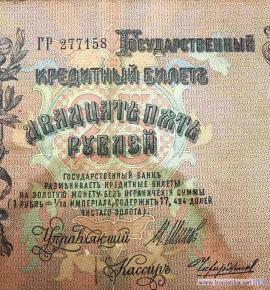 ГР 277158 ГОСУДАРСТВЕННЫЙ
КРЕДИТНЫЙ БИЛЕТЪ
25
ДВАДЦАТЬ ПЯТЬ
РУБЛЕЙ
ГОСУДАРСТВЕННЫЙ БАНКЪ
РАЗМѢНИВАЕТЪ КРЕДИТНЫЕ БИЛЕТЫ
НА ЗОЛОТУЮ МОНЕТУ БЕЗЪ ОГРАНИЧЕНІЯ СУММЫ
(1 РУБЛЬ = 1/15 ИМПЕРІАЛА, СОДЕРЖИТЪ 17,424 ДОЛЕЙ
ЧИСТАГО ЗОЛОТА)
Управляющій
Кассиръ